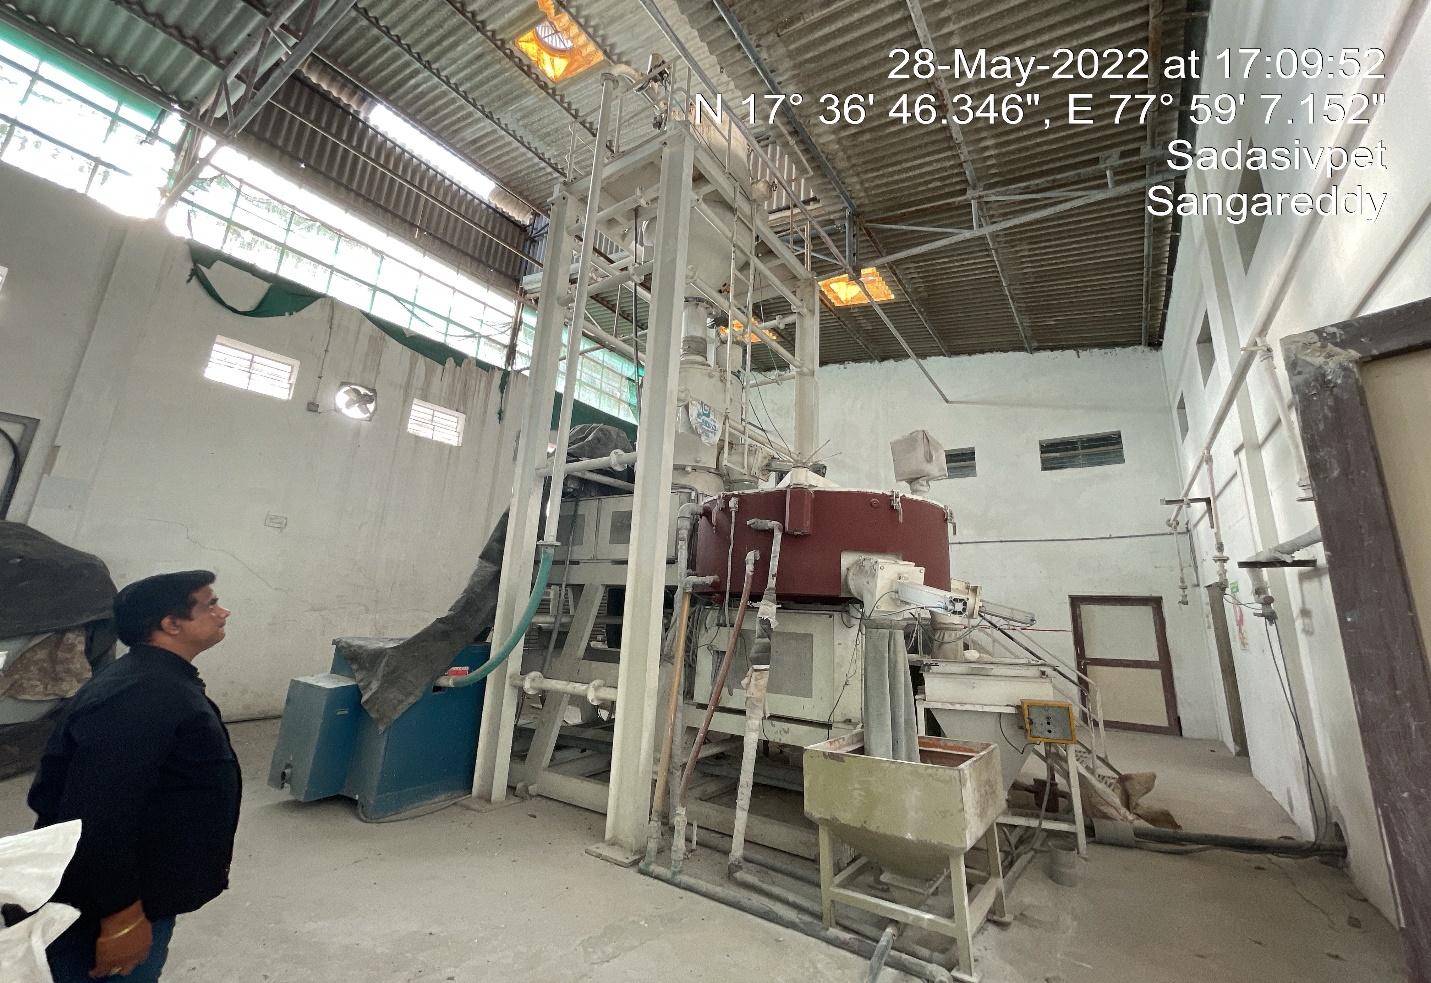 28-May-2022 at 17:09:52
N 17° 36' 46.346", E 77° 59' 7.152"
Sadasivpet
Sangareddy